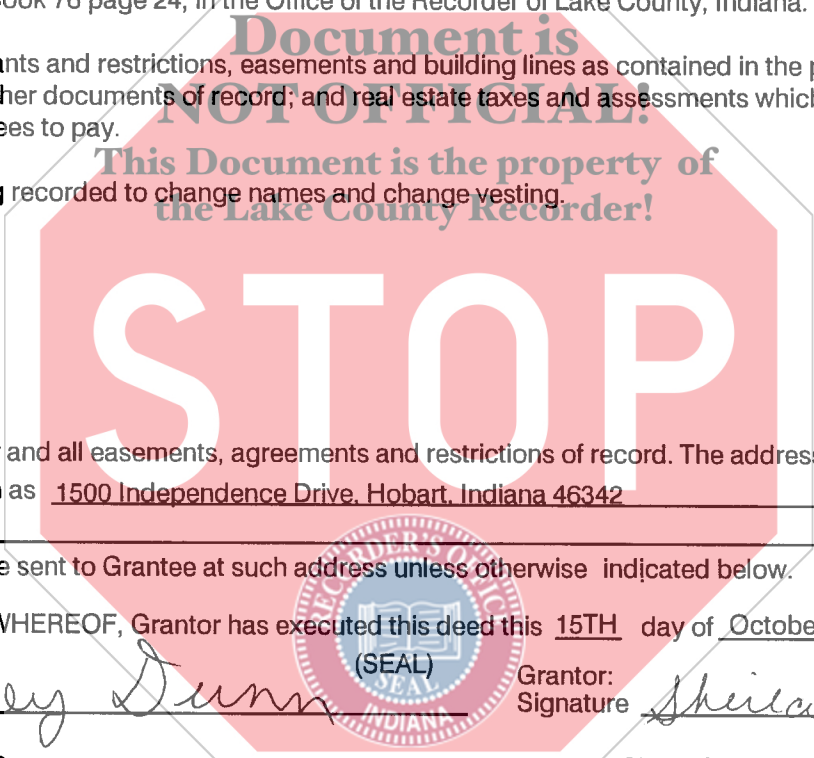 ook 76 page 24, in the Office of the Recorder of Lake County, Indiana.
Document is
ants and restrictions, easements and building lines as contained in the p
NOT OFFICIAL!
her documents of record; and real estate taxes and assessments which
ees to pay.
This Document is the property of
g recorded to change names and change vesting.
the Lake County Recorder!
STOP
and all easements, agreements and restrictions of record. The address
as 1500 Independence Drive, Hobart, Indiana 46342
e sent to Grantee at such address unless otherwise indicated below.
RECORDER'S OFFICE
WHEREOF, Grantor has executed this deed this 15TH day of Octobe
(SEAL)
SEAL
INDIANA
ey Dunn
Grantor:
Signature Sheila